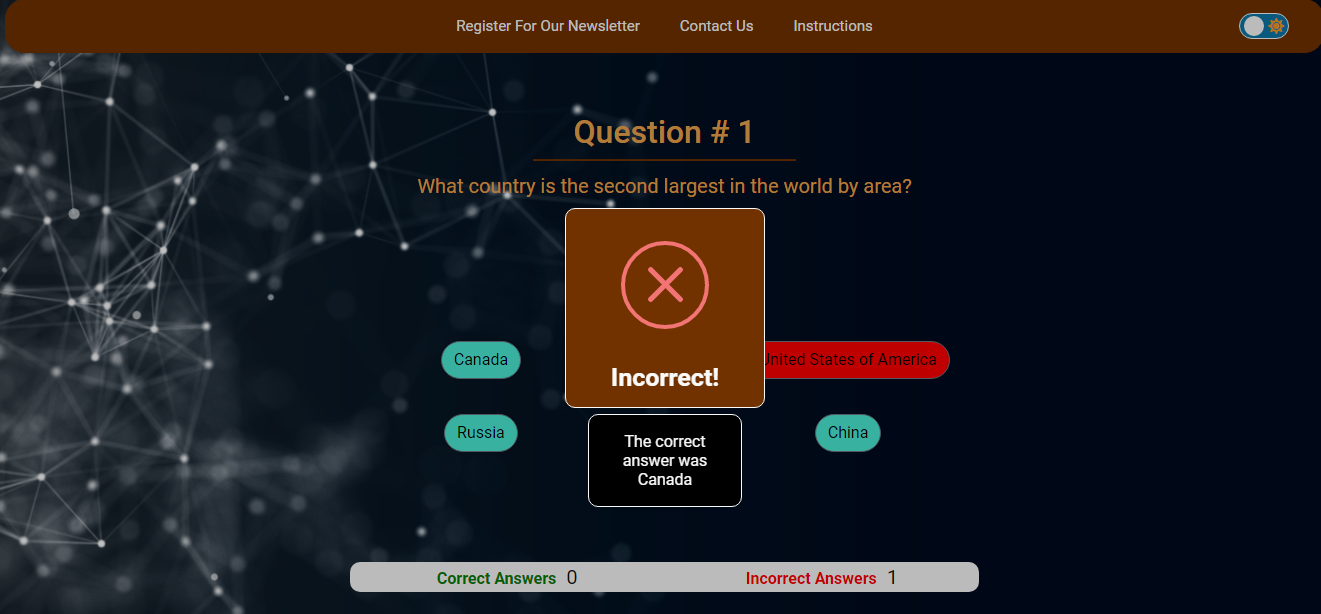 Register For Our Newsletter Contact Us Instructions
Question # 1
What country is the second largest in the world by area?
Incorrect!
Canada
United States of America
Russia
The correct
answer was
Canada
China
Correct Answers 0
Incorrect Answers 1